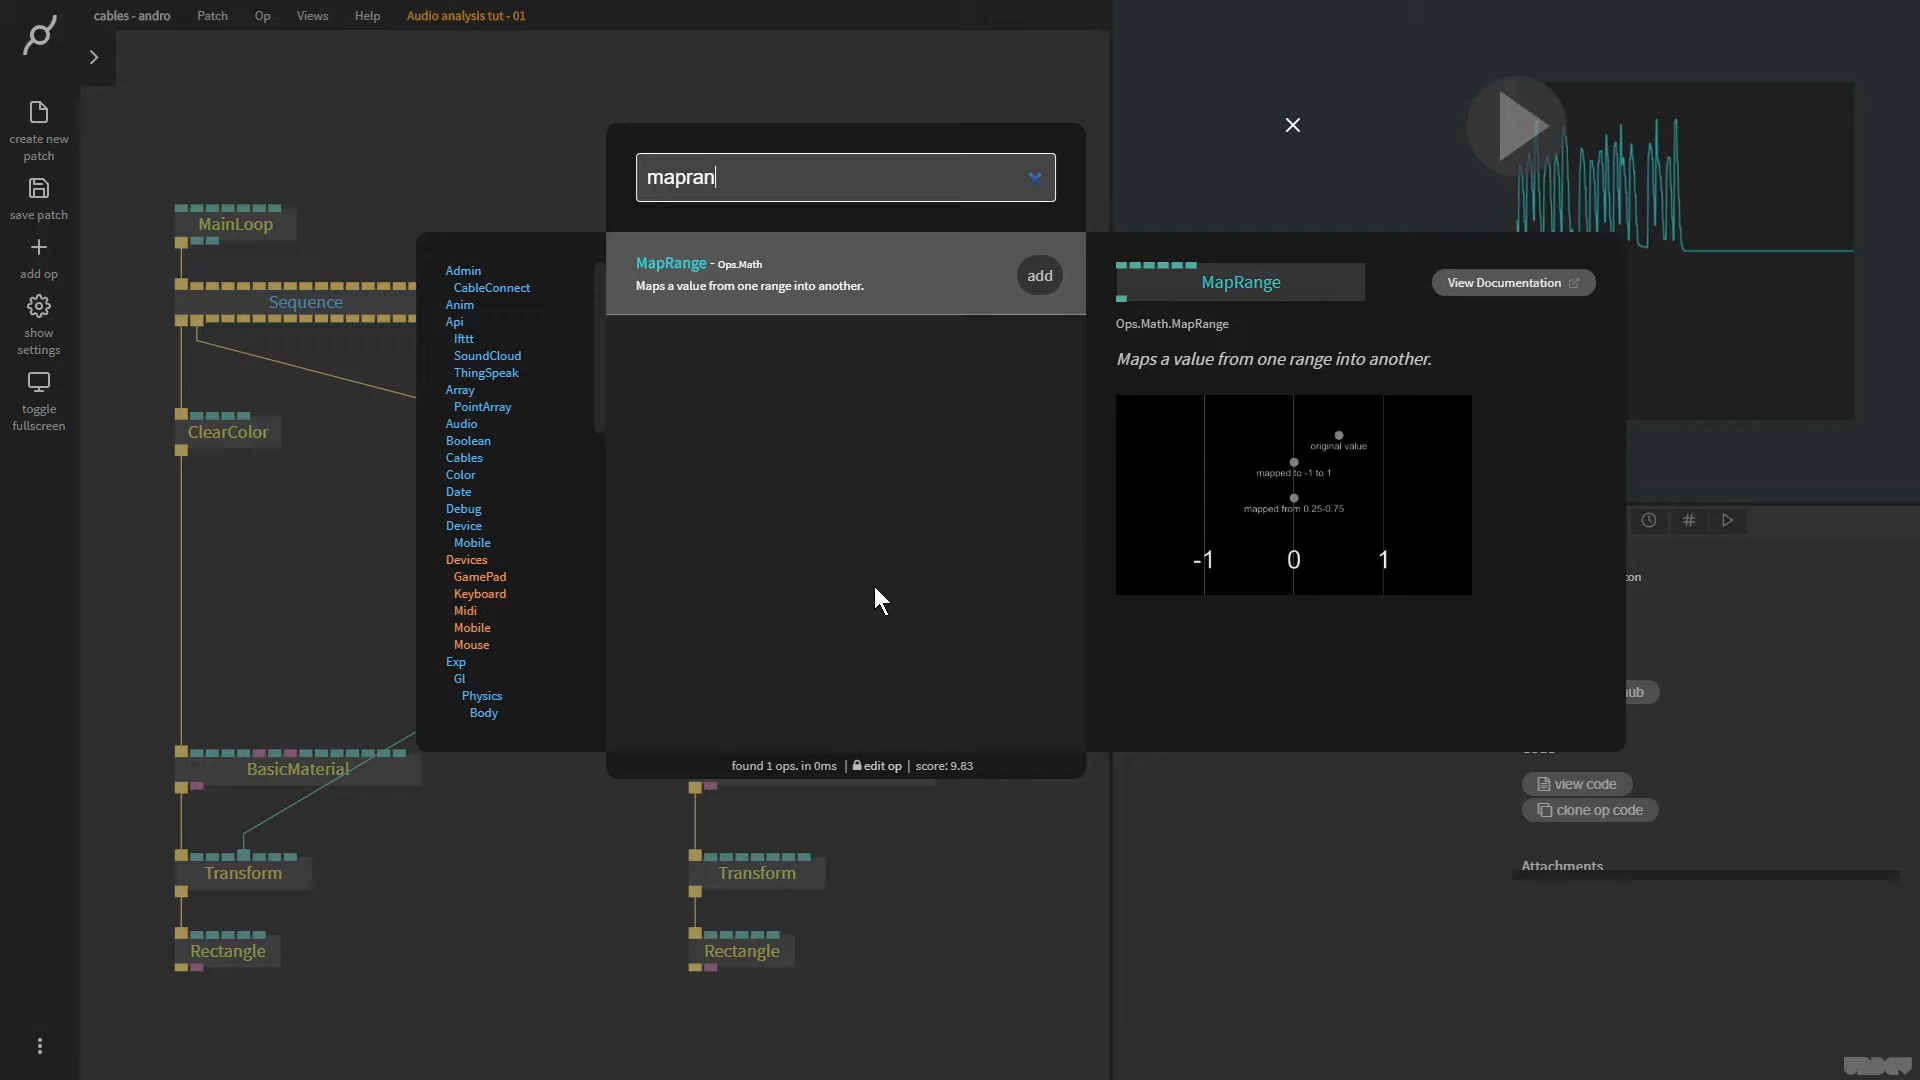 cables - andro
Patch
Op
Views
Help
Audio analysis tut - 01
create new
patch
save patch
add op
show
settings
toggle
fullscreen
MainLoop
Sequence
ClearColor
BasicMaterial
Transform
Rectangle
Transform
Rectangle
mapran
Admin
CableConnect
Anim
Api
Ifttt
SoundCloud
ThingSpeak
Array
PointArray
Audio
Boolean
Cables
Color
Date
Debug
Device
Mobile
Devices
GamePad
Keyboard
Midi
Mobile
Mouse
Exp
Gl
Physics
Body
MapRange - Ops.Math
Maps a value from one range into another.
add
found 1 ops. in 0ms | edit op | score: 9.83
MapRange
View Documentation
Ops.Math.MapRange
Maps a value from one range into another.
original value
mapped to -1 to 1
mapped from 0.25-0.75
-1 0 1
view code
clone op code
Attachments